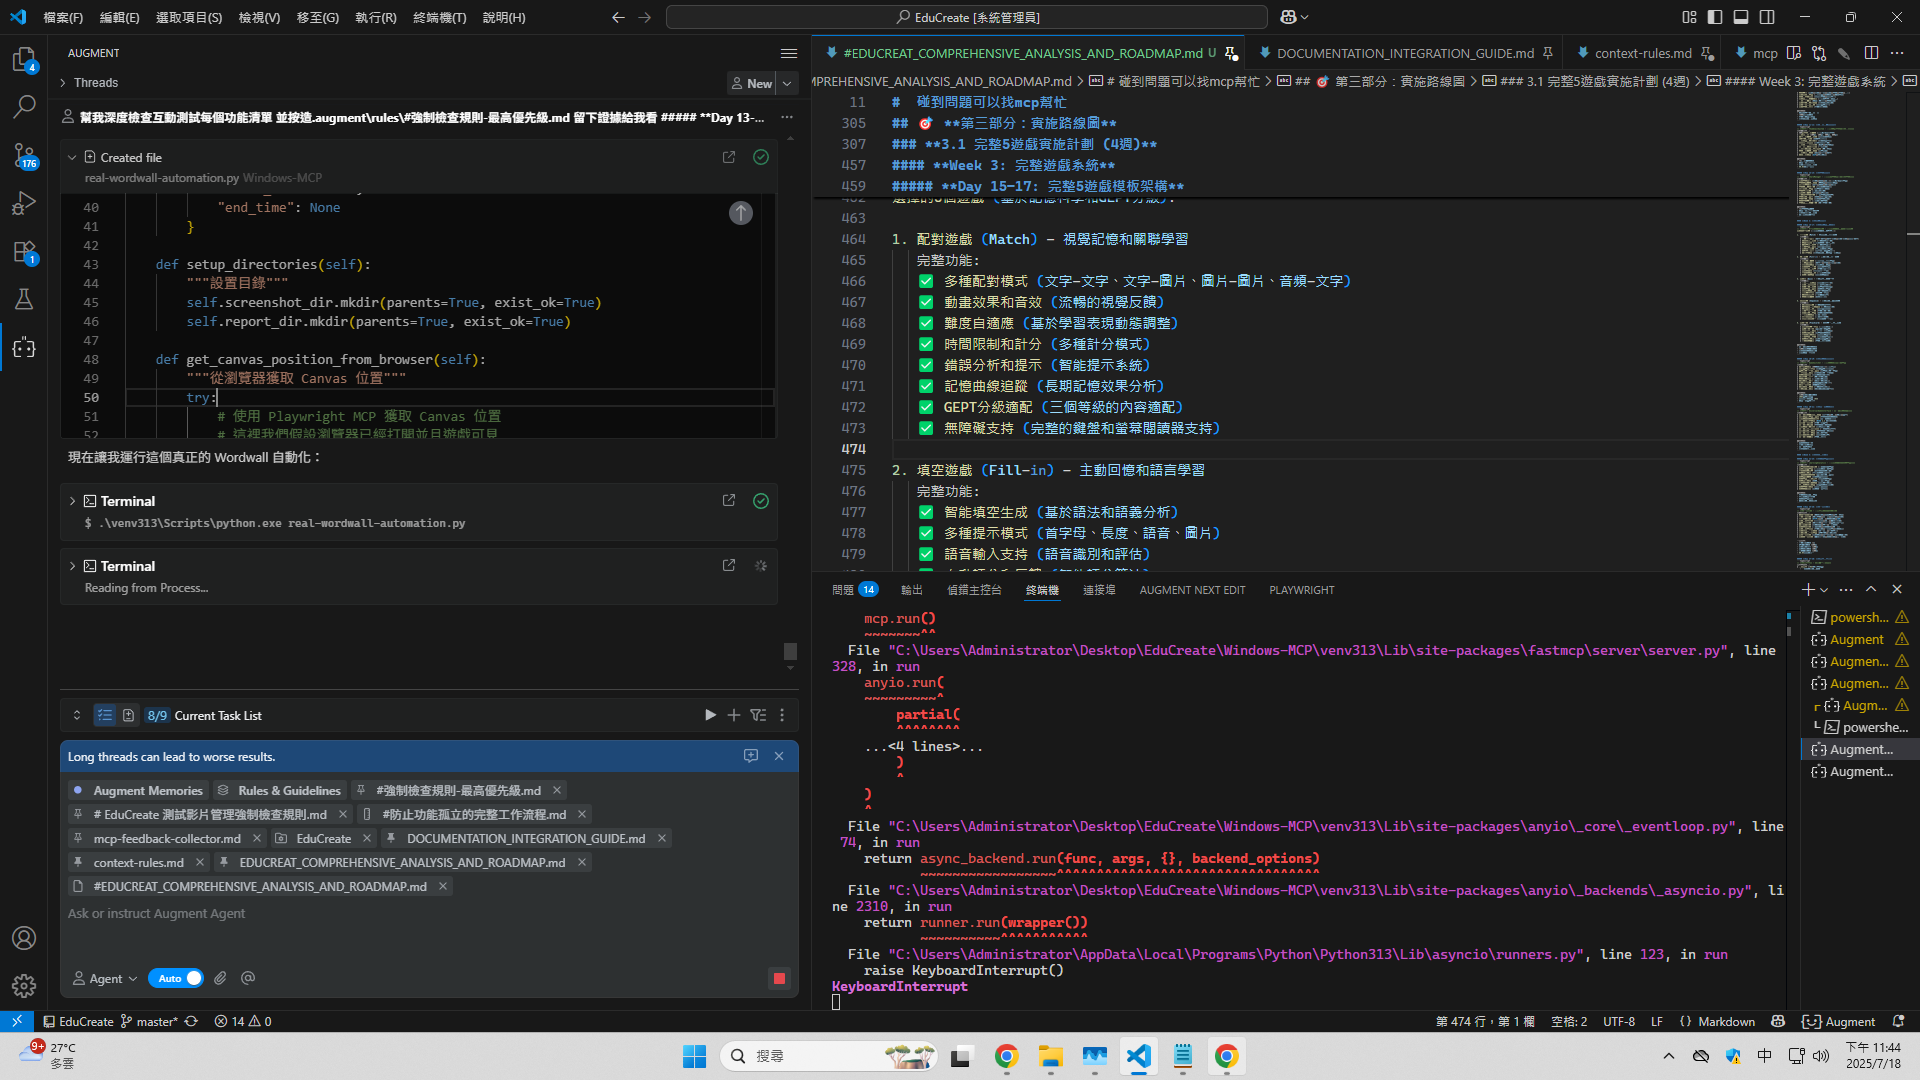 檔案(F) 編輯(E) 選取項目(S) 檢視(V) 移至(G) 執行(R) 終端機(T) 說明(H)
EduCreate [系統管理員]
AUGMENT
Threads
New
幫我深度檢查互動測試每個功能清單 並按造.augment\rules\#強制檢查規則-最高優先級.md 留下證據給我看 ##### **Day 13-...
Created file
real-wordwall-automation.py Windows-MCP
40 "end_time": None
41 }
42
43 def setup_directories(self):
44 """設置目錄"""
45 self.screenshot_dir.mkdir(parents=True, exist_ok=True)
46 self.report_dir.mkdir(parents=True, exist_ok=True)
47
48 def get_canvas_position_from_browser(self):
49 """從瀏覽器獲取 Canvas 位置"""
50 try:
51 # 使用 Playwright MCP 獲取 Canvas 位置
52 # 這裡我們假設瀏覽器已經打開並且遊戲可見
現在讓我運行這個真正的 Wordwall 自動化：
Terminal
$ .\venv313\Scripts\python.exe real-wordwall-automation.py
Terminal
Reading from Process...
8/9 Current Task List
Long threads can lead to worse results.
Augment Memories Rules & Guidelines #強制檢查規則-最高優先級.md
# EduCreate 測試影片管理強制檢查規則.md #防止功能孤立的完整工作流程.md
mcp-feedback-collector.md EduCreate DOCUMENTATION_INTEGRATION_GUIDE.md
context-rules.md EDUCREAT_COMPREHENSIVE_ANALYSIS_AND_ROADMAP.md
#EDUCREAT_COMPREHENSIVE_ANALYSIS_AND_ROADMAP.md
Ask or instruct Augment Agent
Agent Auto
4
176
1
#EDUCREAT_COMPREHENSIVE_ANALYSIS_AND_ROADMAP.md U DOCUMENTATION_INTEGRATION_GUIDE.md context-rules.md mcp
MPREHENSIVE_ANALYSIS_AND_ROADMAP.md > # 碰到問題可以找mcp幫忙 > ## 🎯 第三部分：實施路線圖 > ### 3.1 完整5遊戲實施計劃 (4週) > #### Week 3: 完整遊戲系統 >
11 # 碰到問題可以找mcp幫忙
305 ## 🎯 **第三部分：實施路線圖**
307 ### **3.1 完整5遊戲實施計劃 (4週)**
457 #### **Week 3: 完整遊戲系統**
459 ##### **Day 15-17: 完整5遊戲模板架構**
463
464 1. 配對遊戲 (Match) - 視覺記憶和關聯學習
465 完整功能:
466 ✅ 多種配對模式 (文字-文字、文字-圖片、圖片-圖片、音頻-文字)
467 ✅ 動畫效果和音效 (流暢的視覺反饋)
468 ✅ 難度自適應 (基於學習表現動態調整)
469 ✅ 時間限制和計分 (多種計分模式)
470 ✅ 錯誤分析和提示 (智能提示系統)
471 ✅ 記憶曲線追蹤 (長期記憶效果分析)
472 ✅ GEPT分級適配 (三個等級的內容適配)
473 ✅ 無障礙支持 (完整的鍵盤和螢幕閱讀器支持)
474
475 2. 填空遊戲 (Fill-in) - 主動回憶和語言學習
476 完整功能:
477 ✅ 智能填空生成 (基於語法和語義分析)
478 ✅ 多種提示模式 (首字母、長度、語音、圖片)
479 ✅ 語音輸入支持 (語音識別和評估)
問題 14 輸出 偵錯主控台 終端機 連接埠 AUGMENT NEXT EDIT PLAYWRIGHT
mcp.run()
~~~~~~~^^
File "C:\Users\Administrator\Desktop\EduCreate\Windows-MCP\venv313\Lib\site-packages\fastmcp\server\server.py", line
328, in run
anyio.run(
~~~~~~~~~^
partial(
^^^^^^^^
...<4 lines>...
)
^
)
^
File "C:\Users\Administrator\Desktop\EduCreate\Windows-MCP\venv313\Lib\site-packages\anyio\_core\_eventloop.py", line
74, in run
return async_backend.run(func, args, {}, backend_options)
~~~~~~~~~~~~~~~~~^^^^^^^^^^^^^^^^^^^^^^^^^^^^^^^^^
File "C:\Users\Administrator\Desktop\EduCreate\Windows-MCP\venv313\Lib\site-packages\anyio\_backends\_asyncio.py", li
ne 2310, in run
return runner.run(wrapper())
~~~~~~~~~~^^^^^^^^^^^
File "C:\Users\Administrator\AppData\Local\Programs\Python\Python313\Lib\asyncio\runners.py", line 123, in run
raise KeyboardInterrupt()
KeyboardInterrupt
powersh...
Augment
Augmen...
Augmen...
Augm...
powershe...
Augment...
Augment...
EduCreate master* 14 0
第 474 行，第 1 欄 空格: 2 UTF-8 LF {} Markdown Augment
9+ 27°C
多雲
搜尋
中
下午 11:44
2025/7/18